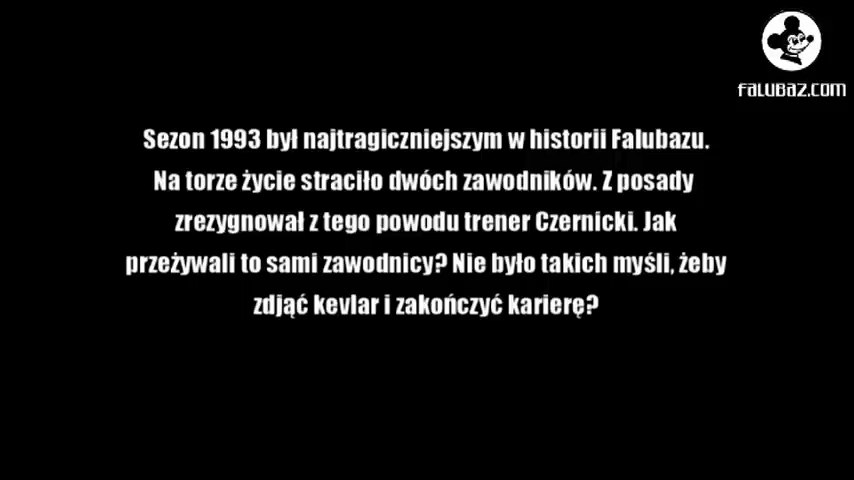 FALUBAZ.COM
Sezon 1993 był najtragiczniejszym w historii Falubazu.
Na torze życie straciło dwóch zawodników. Z posady
zrezygnował z tego powodu trener Czernicki. Jak
przeżywali to sami zawodnicy? Nie było takich myśli, żeby
zdjąć kevlar i zakończyć karierę?